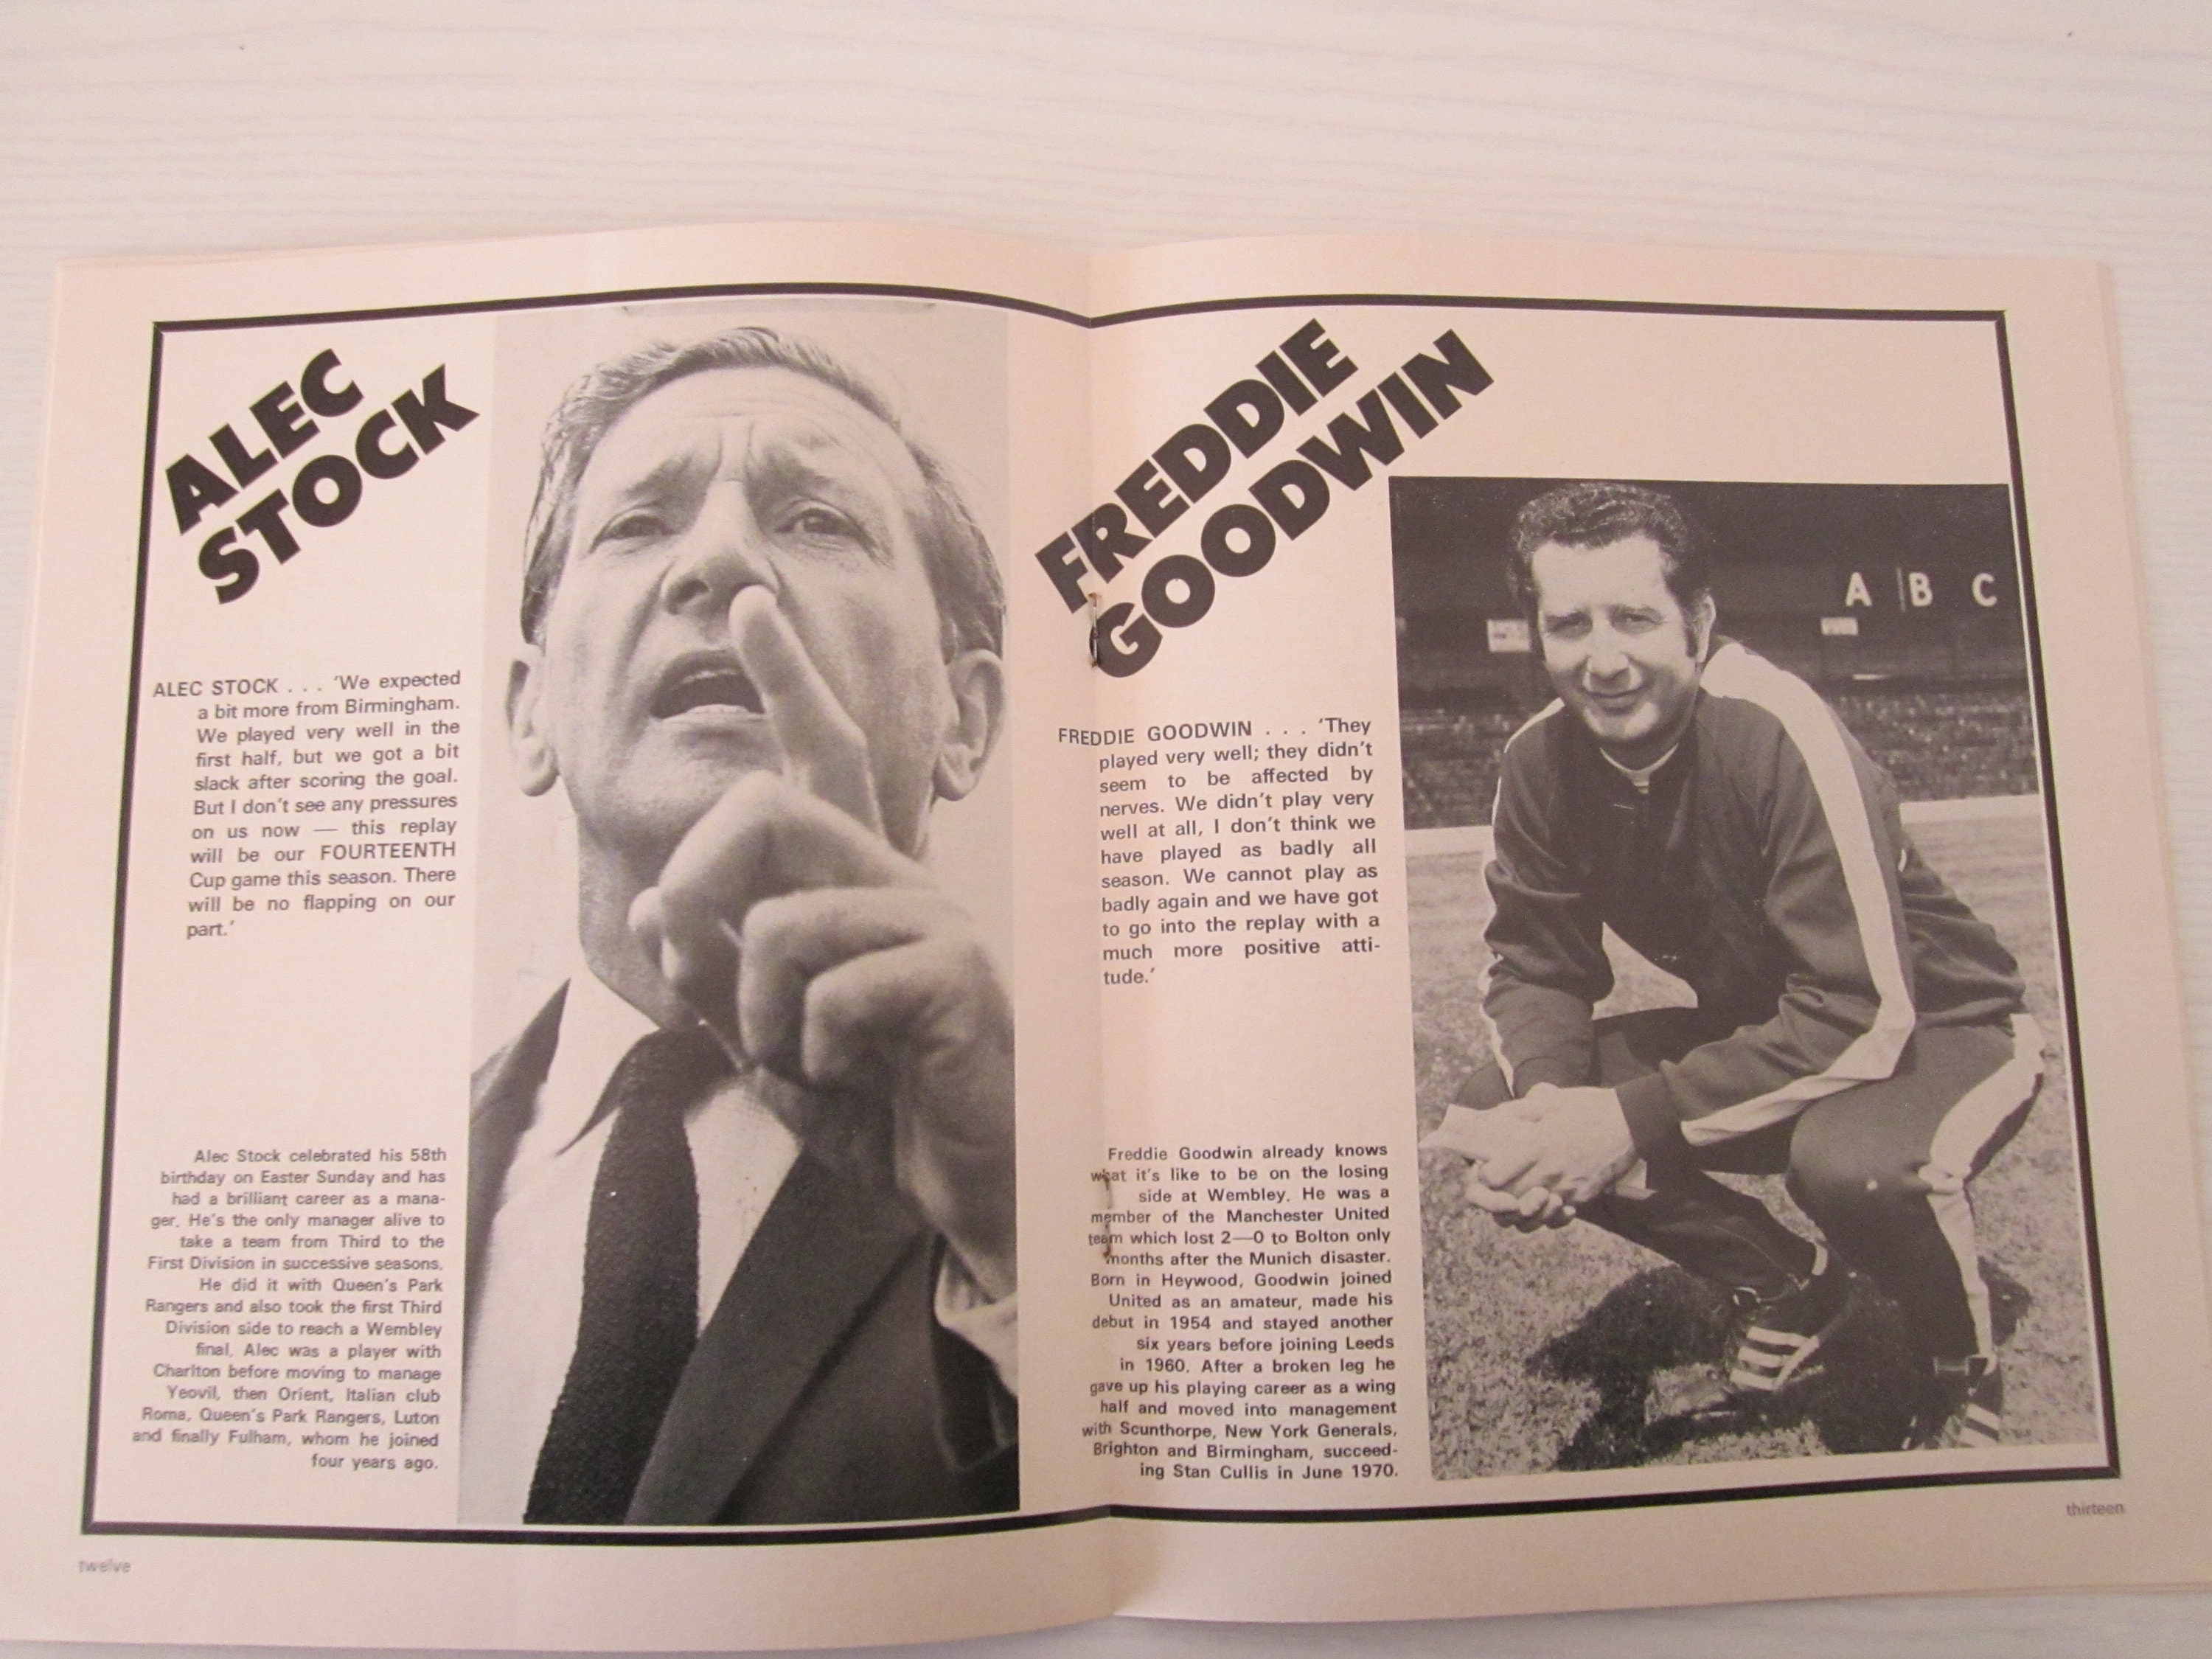 ALEC
STOCK
ALEC STOCK . . . ‘We expected
a bit more from Birmingham.
We played very well in the
first half, but we got a bit
slack after scoring the goal.
But I don’t see any pressures
on us now — this replay
will be our FOURTEENTH
Cup game this season. There
will be no flapping on our
part.’
Alec Stock celebrated his 58th
birthday on Easter Sunday and has
had a brilliant career as a mana-
ger. He’s the only manager alive to
take a team from Third to the
First Division in successive seasons.
He did it with Queen’s Park
Rangers and also took the first Third
Division side to reach a Wembley
final. Alec was a player with
Charlton before moving to manage
Yeovil, then Orient, Italian club
Roma, Queen’s Park Rangers, Luton
and finally Fulham, whom he joined
four years ago.
twelve
FREDDIE
GOODWIN
A B C
FREDDIE GOODWIN . . . ‘They
played very well; they didn’t
seem to be affected by
nerves. We didn’t play very
well at all, I don’t think we
have played as badly all
season. We cannot play as
badly again and we have got
to go into the replay with a
much more positive atti-
tude.’
Freddie Goodwin already knows
what it’s like to be on the losing
side at Wembley. He was a
member of the Manchester United
team which lost 2—0 to Bolton only
months after the Munich disaster.
Born in Heywood, Goodwin joined
United as an amateur, made his
debut in 1954 and stayed another
six years before joining Leeds
in 1960. After a broken leg he
gave up his playing career as a wing
half and moved into management
with Scunthorpe, New York Generals,
Brighton and Birmingham, succeed-
ing Stan Cullis in June 1970.
thirteen